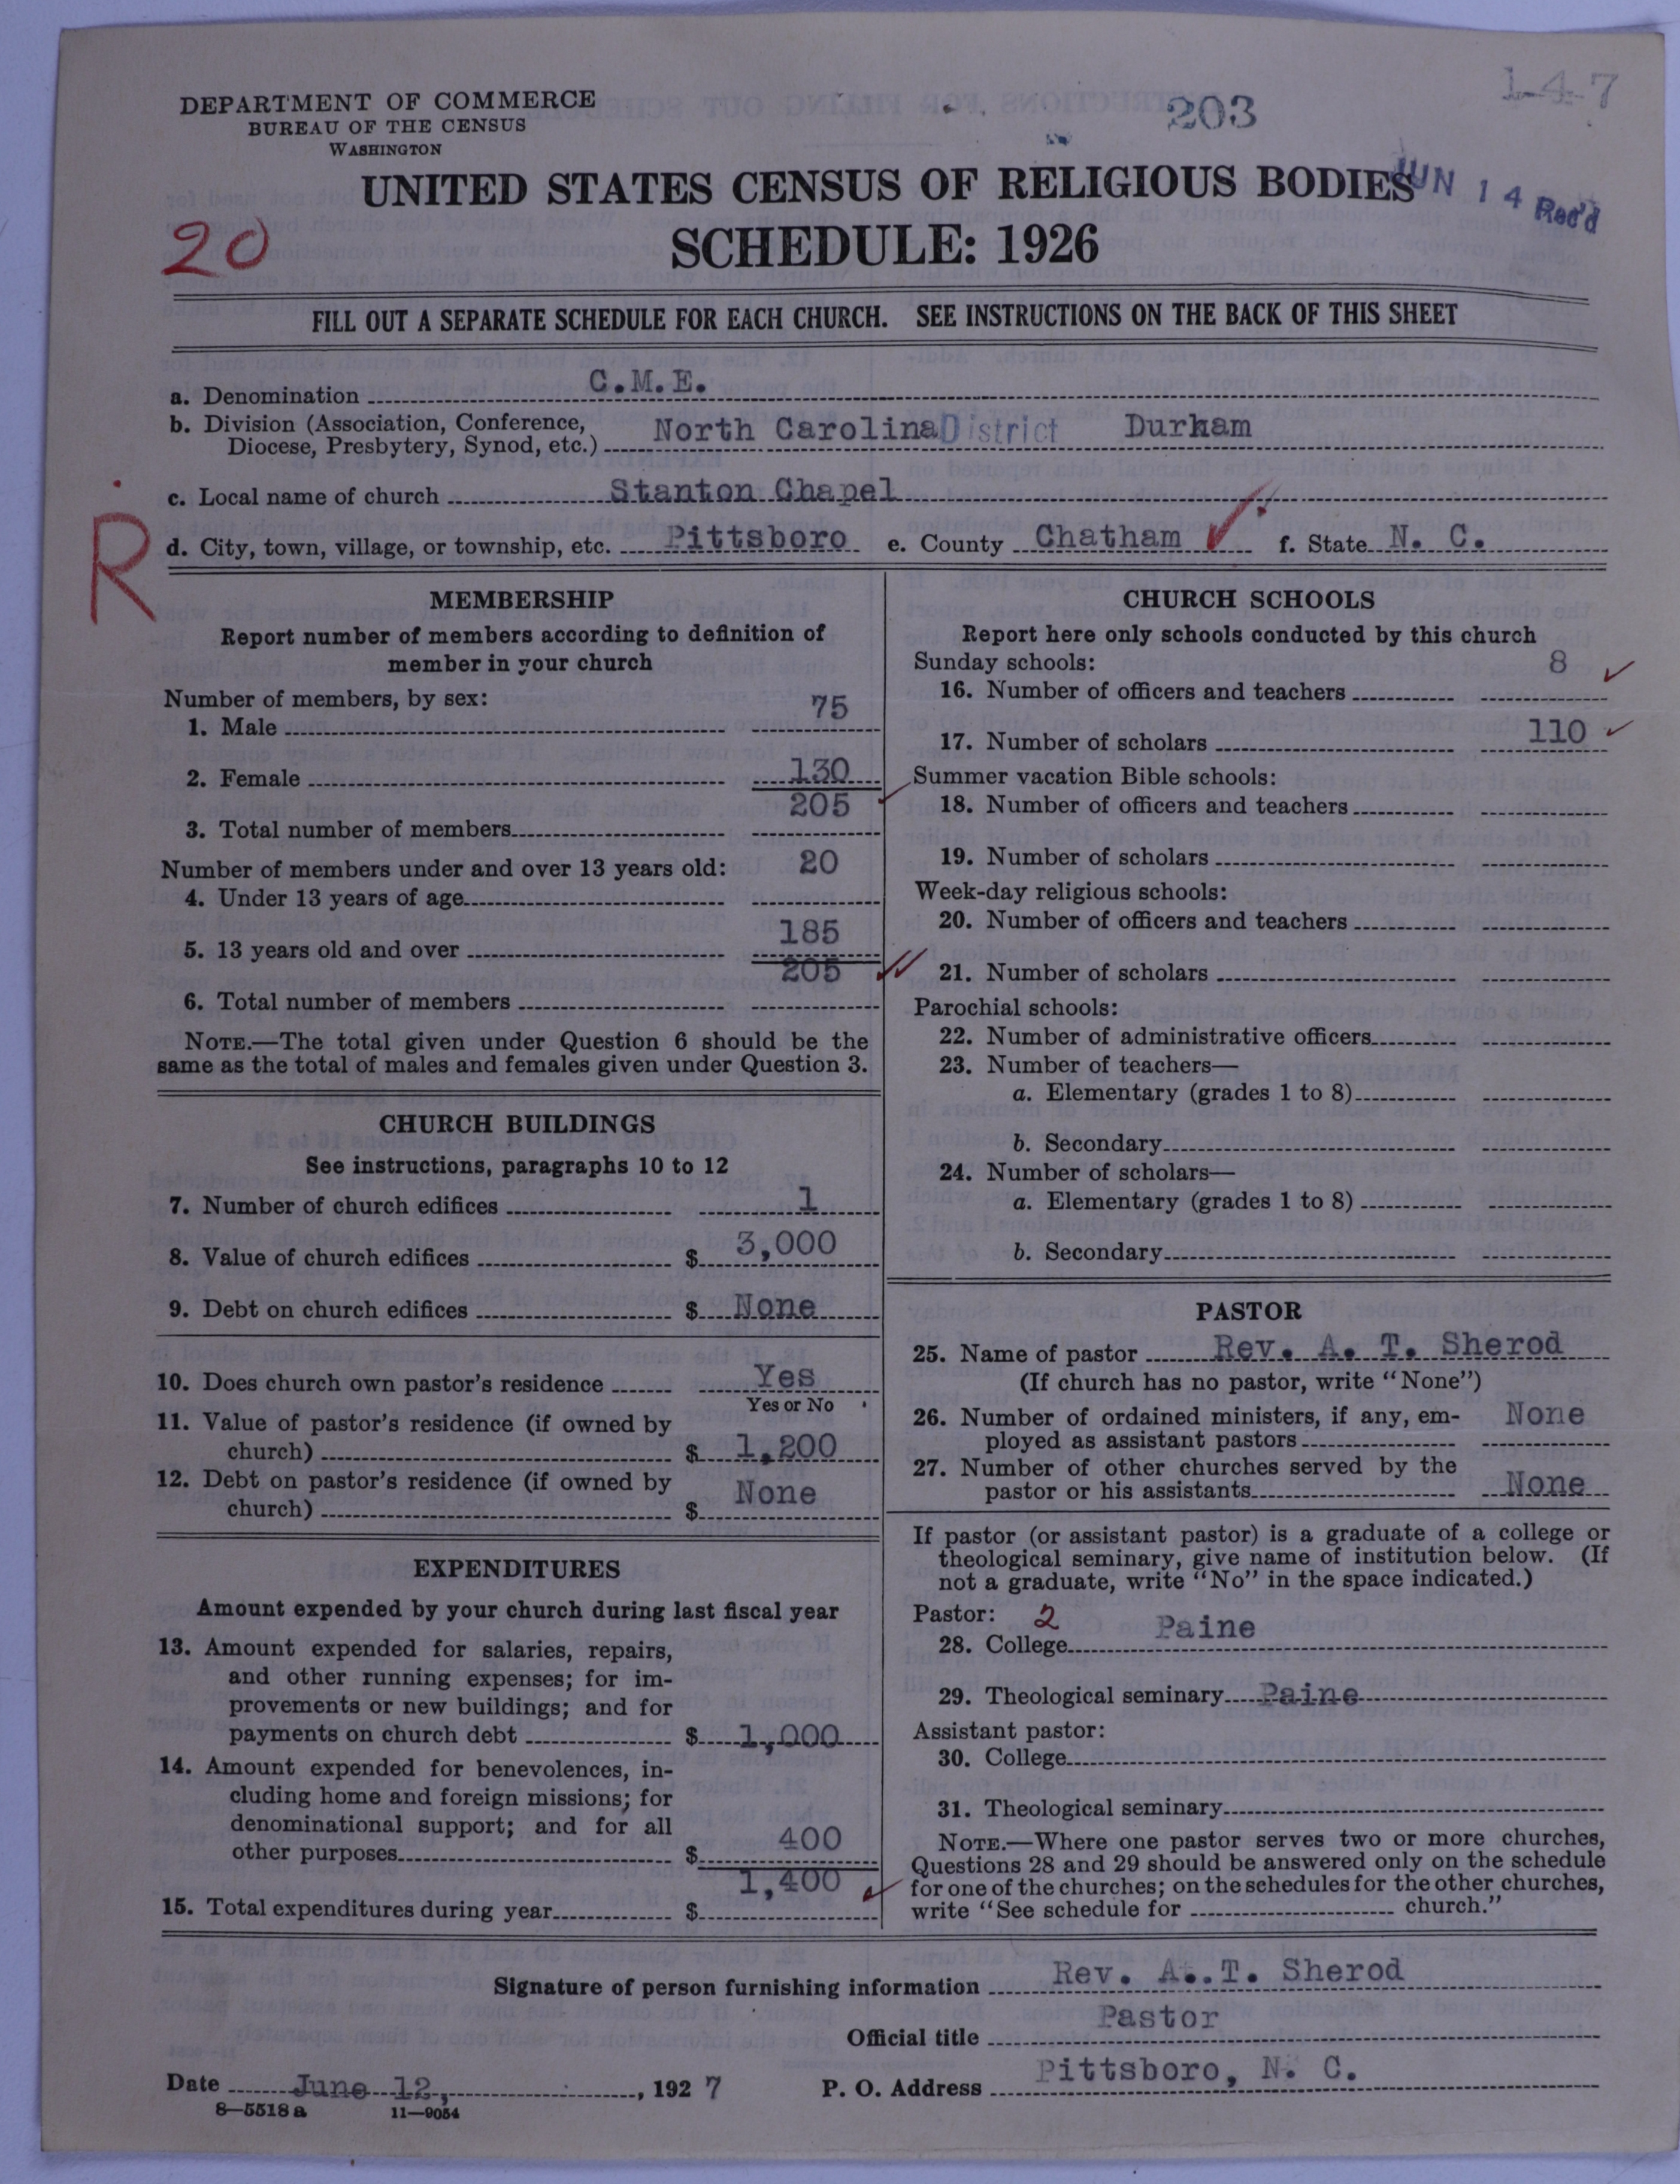 DEPARTMENT OF COMMERCE
BUREAU OF THE CENSUS
WASHINGTON
203
1-4-7
UNITED STATES CENSUS OF RELIGIOUS BODIES
JUN 14 Rec'd
20
SCHEDULE: 1926
FILL OUT A SEPARATE SCHEDULE FOR EACH CHURCH. SEE INSTRUCTIONS ON THE BACK OF THIS SHEET
a. Denomination C.M.E.
b. Division (Association, Conference, Diocese, Presbytery, Synod, etc.) North Carolina District Durham
c. Local name of church Stanton Chapel
R
d. City, town, village, or township, etc. Pittsboro e. County Chatham ✓ f. State N. C.
MEMBERSHIP
Report number of members according to definition of
member in your church
Number of members, by sex:
1. Male 75
2. Female 130
3. Total number of members 205
Number of members under and over 13 years old:
4. Under 13 years of age 20
5. 13 years old and over 185
6. Total number of members 205
NOTE.—The total given under Question 6 should be the
same as the total of males and females given under Question 3.
CHURCH BUILDINGS
See instructions, paragraphs 10 to 12
7. Number of church edifices 1
8. Value of church edifices $ 3,000
9. Debt on church edifices $ None
10. Does church own pastor's residence Yes
Yes or No
11. Value of pastor's residence (if owned by
church) $ 1,200
12. Debt on pastor's residence (if owned by
church) $ None
EXPENDITURES
Amount expended by your church during last fiscal year
13. Amount expended for salaries, repairs,
and other running expenses; for im-
provements or new buildings; and for
payments on church debt $ 1,000
14. Amount expended for benevolences, in-
cluding home and foreign missions; for
denominational support; and for all
other purposes $ 400
15. Total expenditures during year $ 1,400
CHURCH SCHOOLS
Report here only schools conducted by this church
Sunday schools:
16. Number of officers and teachers 8
17. Number of scholars 110
Summer vacation Bible schools:
18. Number of officers and teachers
19. Number of scholars
Week-day religious schools:
20. Number of officers and teachers
21. Number of scholars
Parochial schools:
22. Number of administrative officers
23. Number of teachers—
a. Elementary (grades 1 to 8)
b. Secondary
24. Number of scholars—
a. Elementary (grades 1 to 8)
b. Secondary
PASTOR
25. Name of pastor Rev. A. T. Sherod
(If church has no pastor, write "None")
26. Number of ordained ministers, if any, em-
ployed as assistant pastors None
27. Number of other churches served by the
pastor or his assistants None
If pastor (or assistant pastor) is a graduate of a college or
theological seminary, give name of institution below. (If
not a graduate, write "No" in the space indicated.)
Pastor: 2
28. College Paine
29. Theological seminary Paine
Assistant pastor:
30. College
31. Theological seminary
NOTE.—Where one pastor serves two or more churches,
Questions 28 and 29 should be answered only on the schedule
for one of the churches; on the schedules for the other churches,
write "See schedule for church."
Signature of person furnishing information Rev. A. T. Sherod
Official title Pastor
Date June 12, , 1927 P. O. Address Pittsboro, N. C.
8—5518 a 11—9054